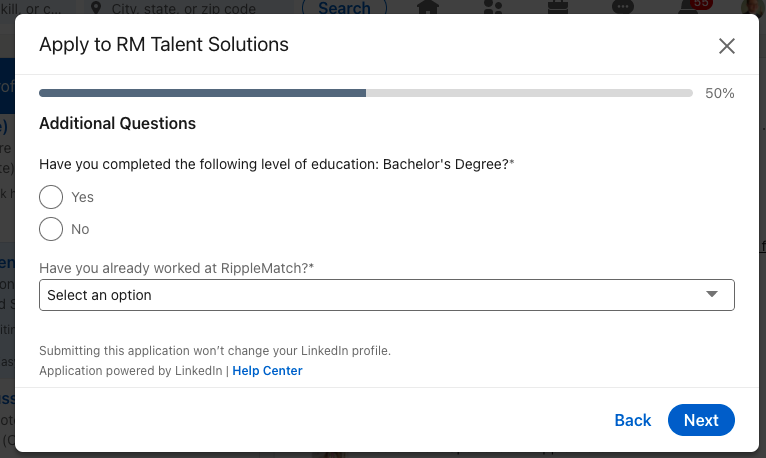 skill, or c...
City, state, or zip code
Search
55
Apply to RM Talent Solutions
50%
Additional Questions
Have you completed the following level of education: Bachelor's Degree?*
Yes
No
Have you already worked at RippleMatch?*
Select an option
Submitting this application won't change your LinkedIn profile.
Application powered by LinkedIn | Help Center
Back
Next